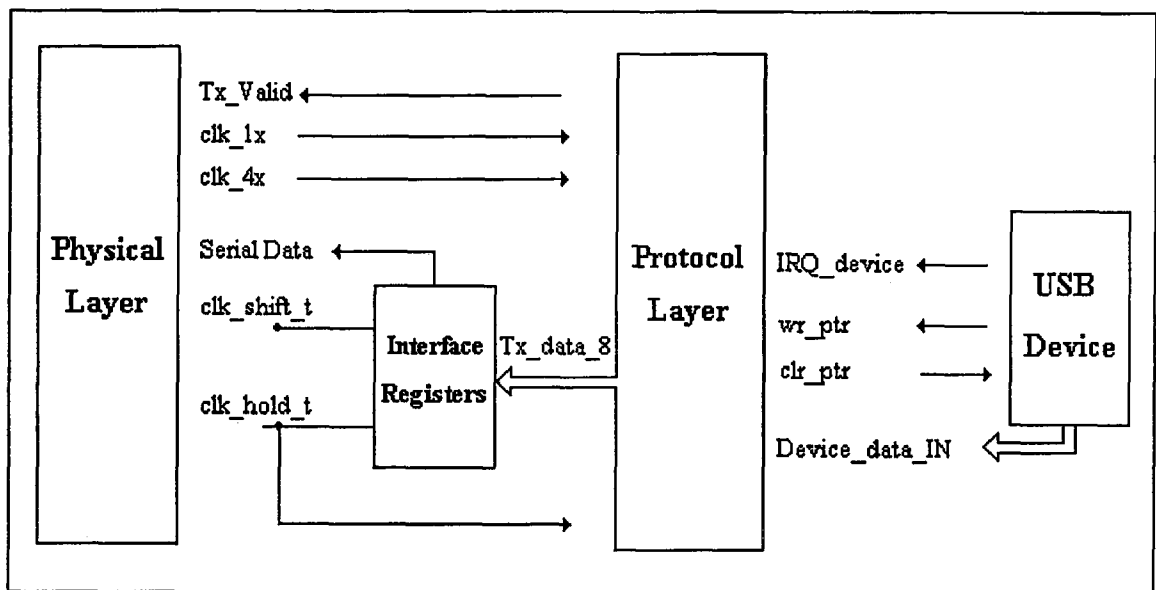 Physical
Layer
Tx_Valid
clk_1x
clk_4x
Serial Data
clk_shift_t
clk_hold_t
Interface
Registers
Tx_data_8
Protocol
Layer
IRQ_device
wr_ptr
clr_ptr
Device_data_IN
USB
Device